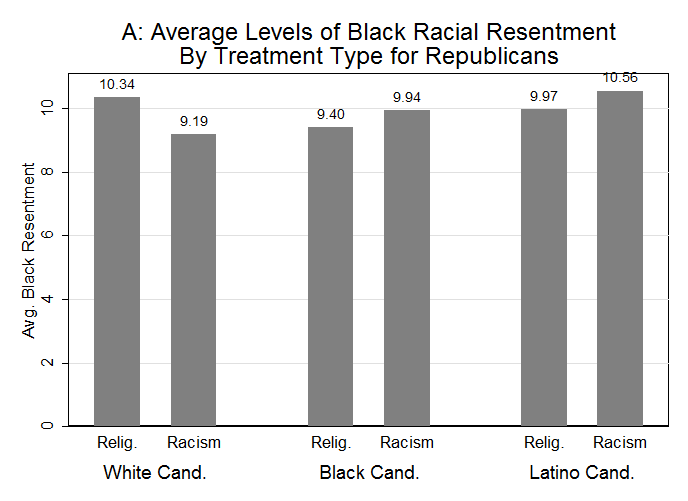 A: Average Levels of Black Racial Resentment
By Treatment Type for Republicans
Avg. Black Resentment
10
8
6
4
2
0
10.34
9.19
9.40
9.94
9.97
10.56
Relig. Racism Relig. Racism Relig. Racism
White Cand. Black Cand. Latino Cand.